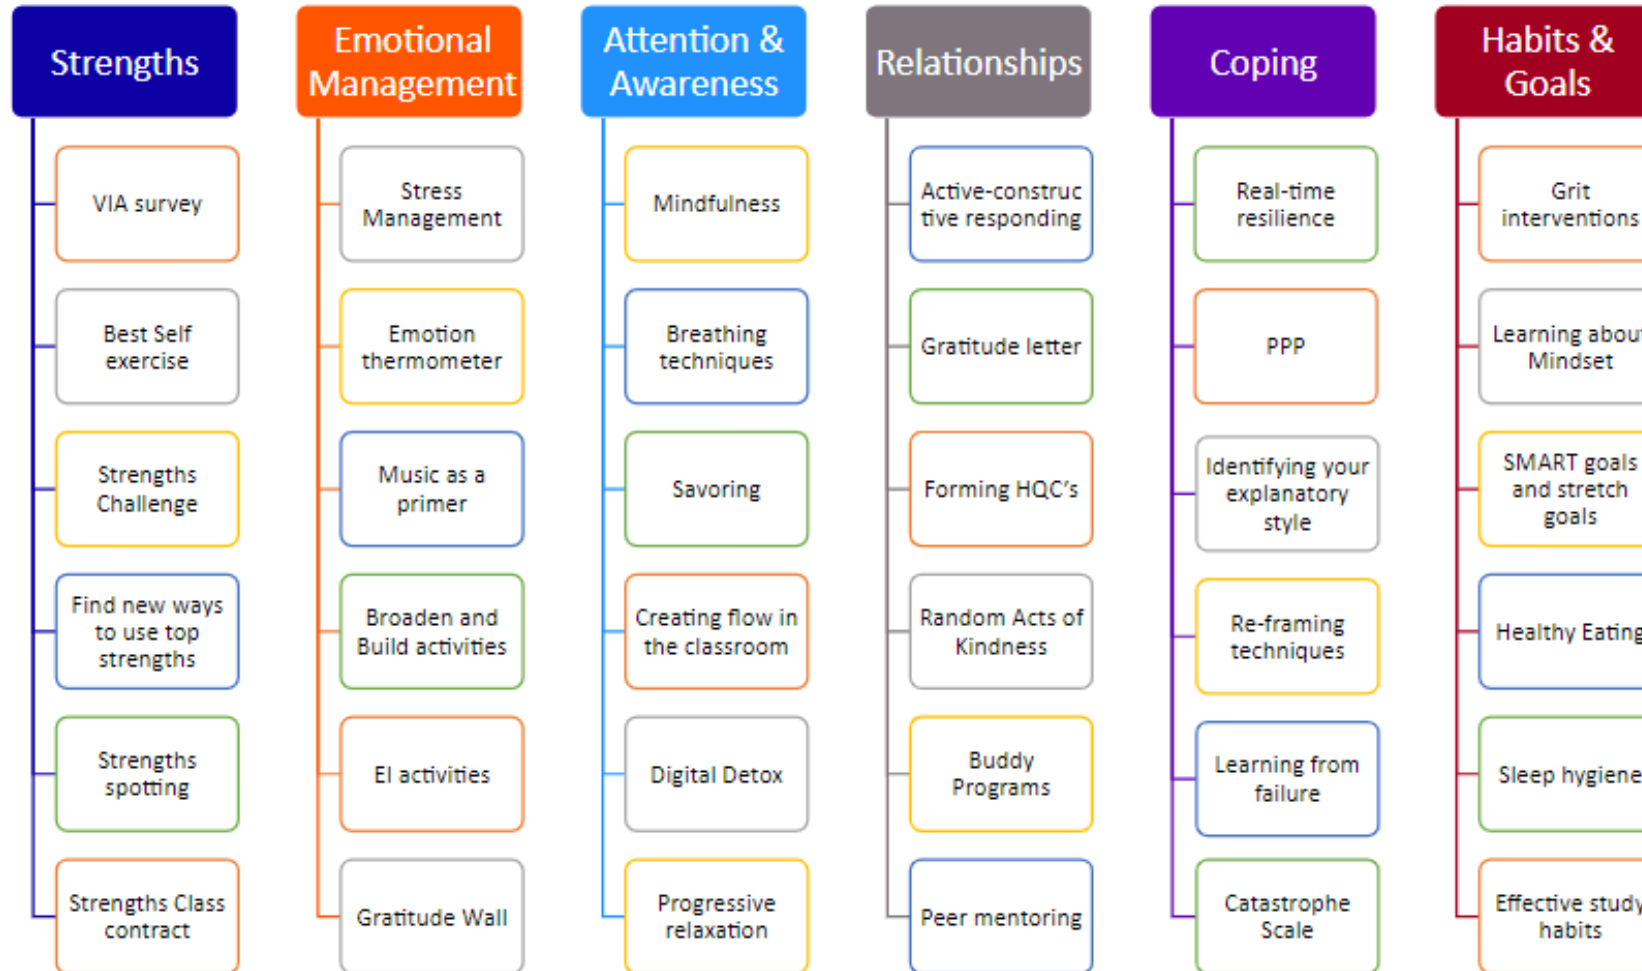 Strengths
VIA survey
Best Self
exercise
Strengths
Challenge
Find new ways
to use top
strengths
Strengths
spotting
Strengths Class
contract
Emotional
Management
Stress
Management
Emotion
thermometer
Music as a
primer
Broaden and
Build activities
EI activities
Gratitude Wall
Attention &
Awareness
Mindfulness
Breathing
techniques
Savoring
Creating flow in
the classroom
Digital Detox
Progressive
relaxation
Relationships
Active-construc
tive responding
Gratitude letter
Forming HQC's
Random Acts of
Kindness
Buddy
Programs
Peer mentoring
Coping
Real-time
resilience
PPP
Identifying your
explanatory
style
Re-framing
techniques
Learning from
failure
Catastrophe
Scale
Habits &
Goals
Grit
interventions
Learning about
Mindset
SMART goals
and stretch
goals
Healthy Eating
Sleep hygiene
Effective study
habits